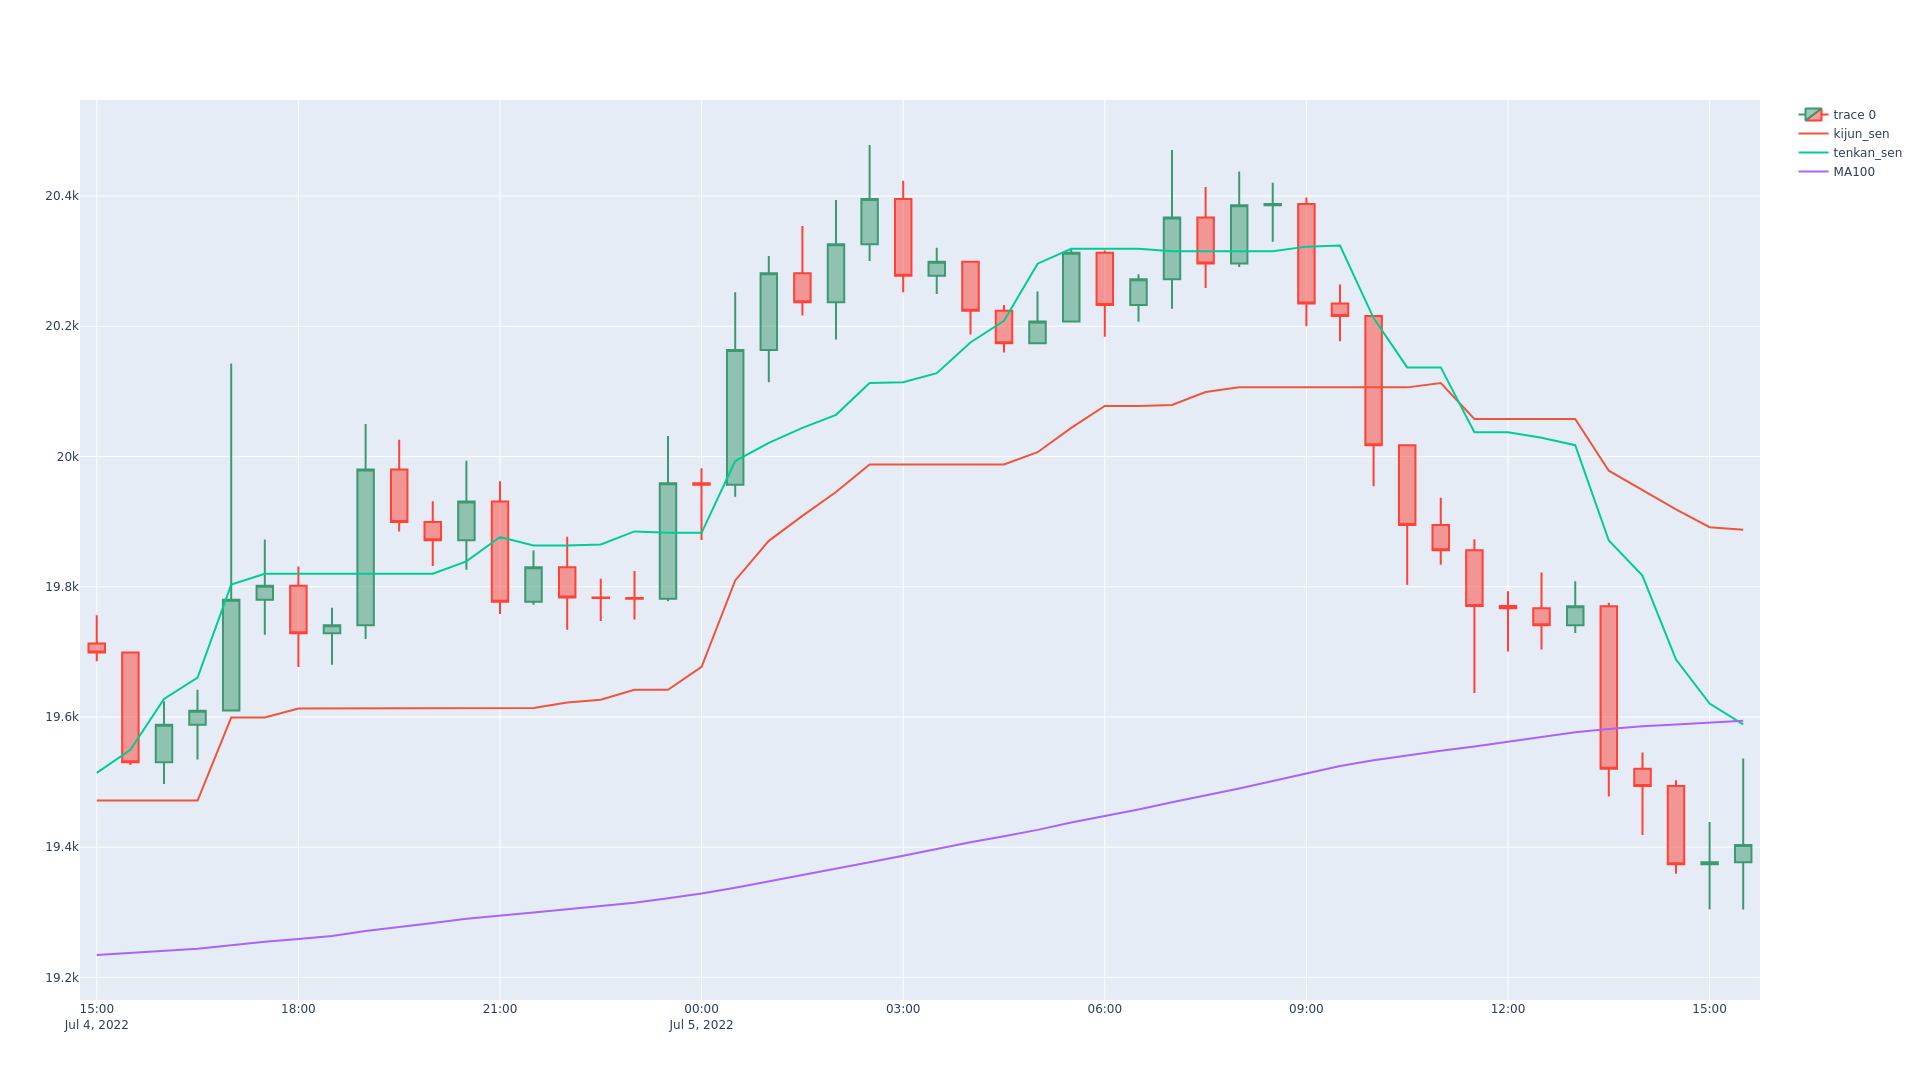 trace 0
kijun_sen
tenkan_sen
MA100
20.4k
20.2k
20k
19.8k
19.6k
19.4k
19.2k
15:00 18:00 21:00 00:00 03:00 06:00 09:00 12:00 15:00
Jul 4, 2022 Jul 5, 2022